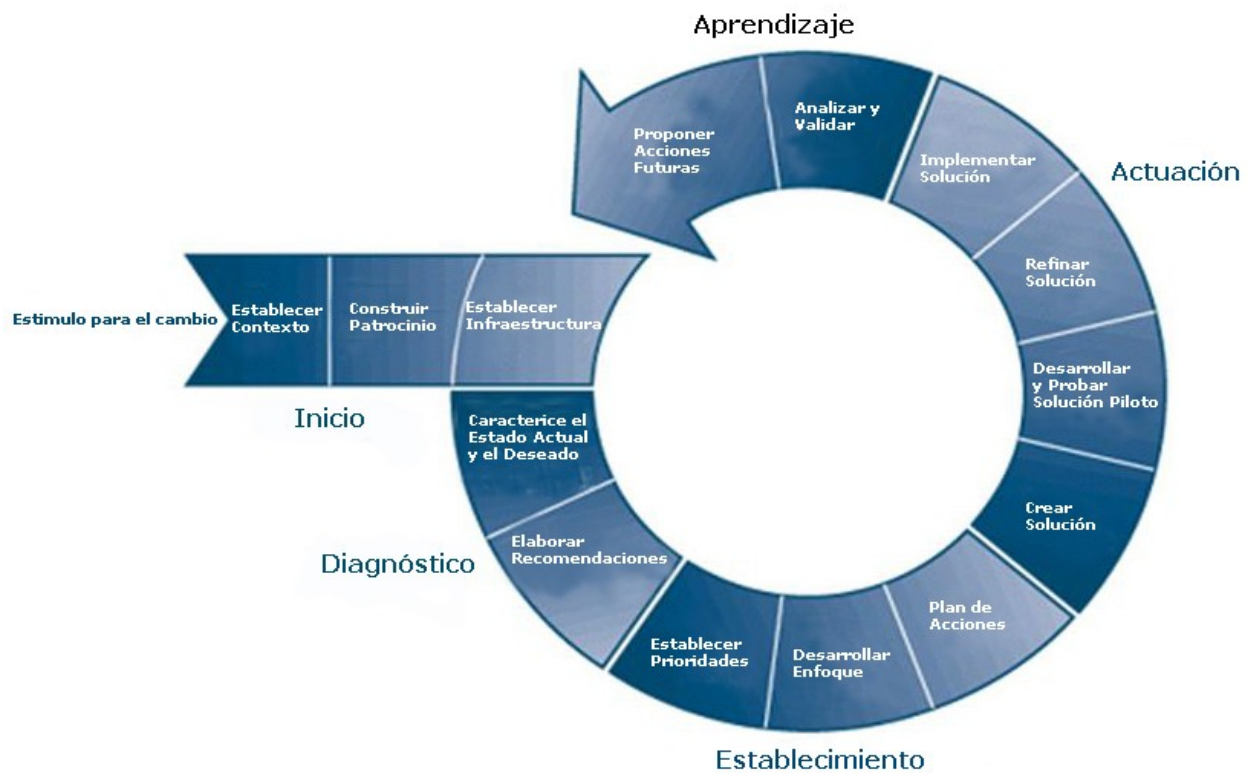 Aprendizaje
Analizar y
Validar
Proponer
Acciones
Futuras
Implementar
Solución
Actuación
Refinar
Solución
Estimulo para el cambio
Establecer
Contexto
Construir
Patrocinio
Establecer
Infraestructura
Desarrollar
y Probar
Solución Piloto
Inicio
Caracterice el
Estado Actual
y el Deseado
Crear
Solución
Diagnóstico
Elaborar
Recomendaciones
Plan de
Acciones
Establecer
Prioridades
Desarrollar
Enfoque
Establecimiento